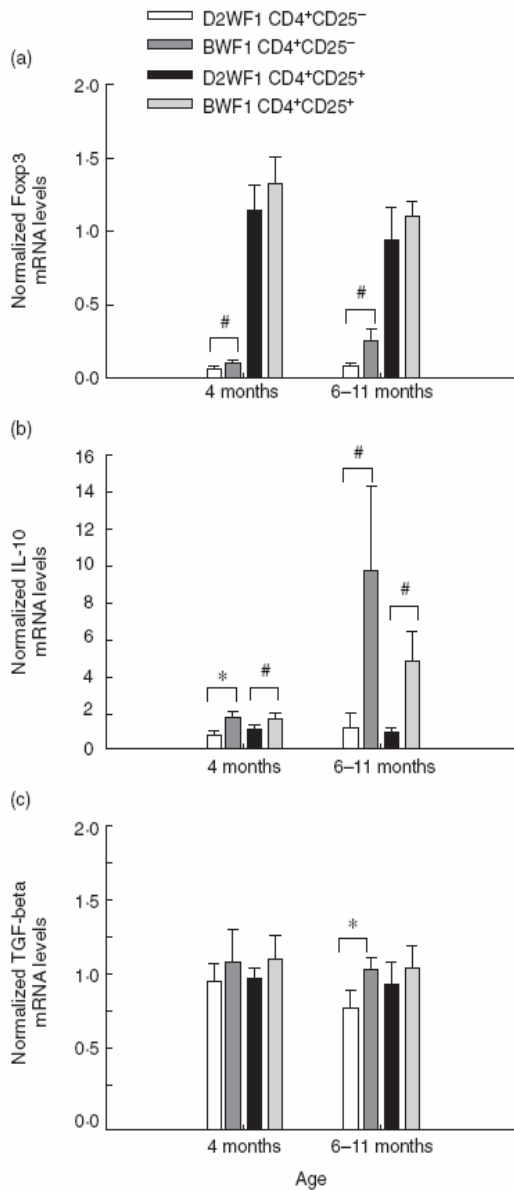 D2WF1 CD4⁺CD25⁻
BWF1 CD4⁺CD25⁻
D2WF1 CD4⁺CD25⁺
BWF1 CD4⁺CD25⁺
(a)
Normalized Foxp3
mRNA levels
2·0
1·5
1·0
0·5
0·0
#
#
4 months
6–11 months
(b)
Normalized IL-10
mRNA levels
16
14
12
10
8
6
4
2
0
*
#
#
#
4 months
6–11 months
(c)
Normalized TGF-beta
mRNA levels
2·0
1·5
1·0
0·5
0·0
*
4 months
6–11 months
Age